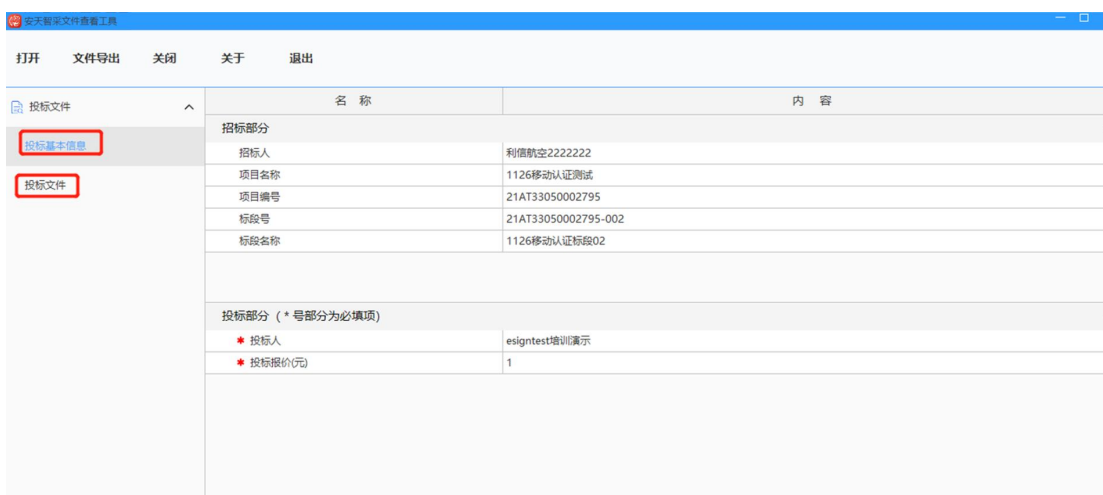 安天智采文件查看工具
打开 文件导出 关闭 关于 退出
投标文件
投标基本信息
投标文件
名 称 内 容
招标部分
招标人 利信航空2222222
项目名称 1126移动认证测试
项目编号 21AT33050002795
标段号 21AT33050002795-002
标段名称 1126移动认证标段02
投标部分 ( * 号部分为必填项)
* 投标人 esigntest培训演示
* 投标报价(元) 1